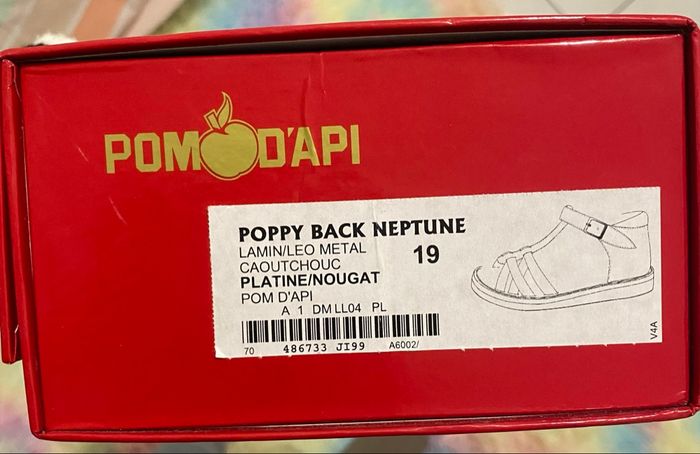 POM D'API
POPPY BACK NEPTUNE
LAMIN/LEO METAL
CAOUTCHOUC
19
PLATINE/NOUGAT
POM D'API
A 1 DM LL04 PL
70 486733 JI99 A6002/
V4A